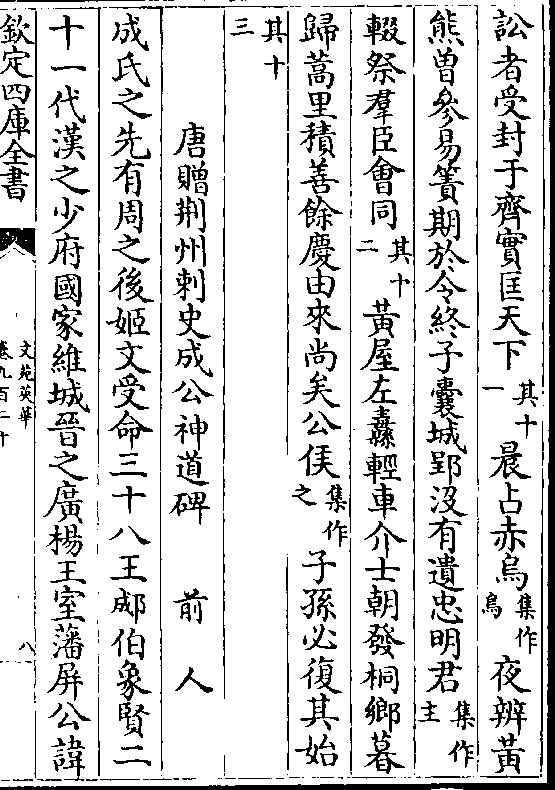 訟者受封于齊實匡天下其十一晨占赤烏集作鳥夜辨黃
熊曽參易簀期於令終子囊城郢沒有遺忠明君集作主
輟祭羣臣會同其十二黃屋左纛輕車介士朝發桐鄉暮
歸蒿里積善餘慶由來尚矣公侯集作之子孫必復其始
其十三
唐贈荆州刺史成公神道碑 前人
成氏之先有周之後姬文受命三十八王郕伯象賢二
十一代漢之少府國家維城晉之廣楊王室藩屏公諱
欽定四庫全書
文苑英華
卷九百二十
八